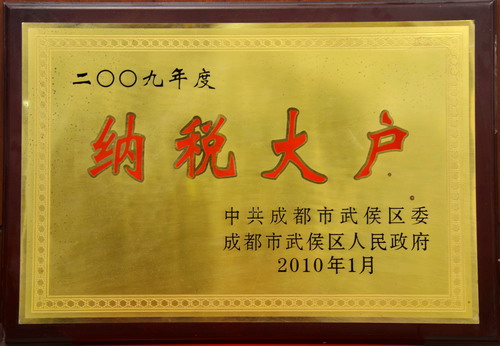 二〇〇九年度
纳税大户
中共成都市武侯区委
成都市武侯区人民政府
2010年1月